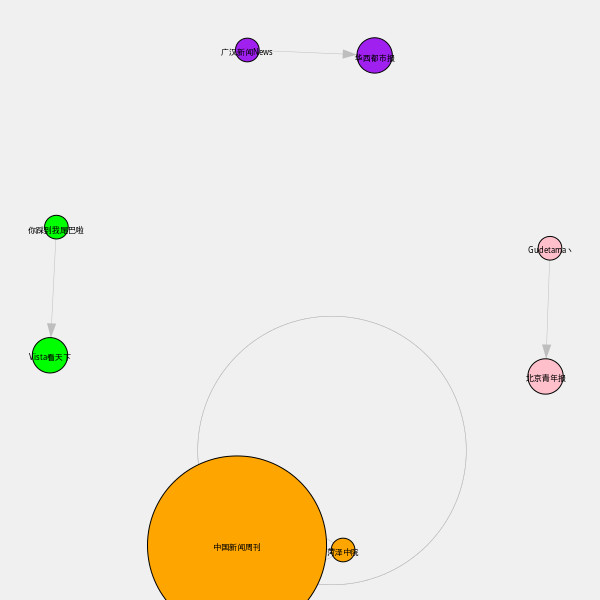 广汉新闻News
华西都市报
你踩到我尾巴啦
Gudetama丶
Vista看天下
北京青年报
中国新闻周刊
菏泽中院